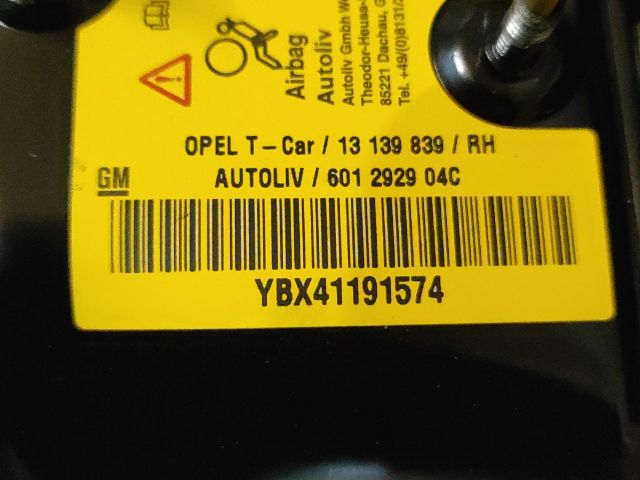 Airbag
Autoliv
Autoliv GmbH
Theodor-Heuse-
85221 Dachau,
Tel. +49/(0)8131/
OPEL T-Car / 13 139 839 / RH
GM
AUTOLIV / 601 2929 04C
YBX41191574